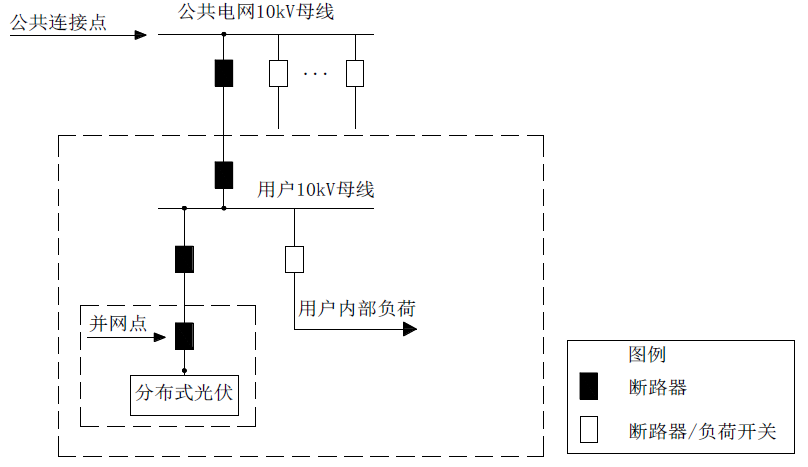 公共电网10kV母线
公共连接点
···
用户10kV母线
用户内部负荷
并网点
分布式光伏
图例
断路器
断路器/负荷开关